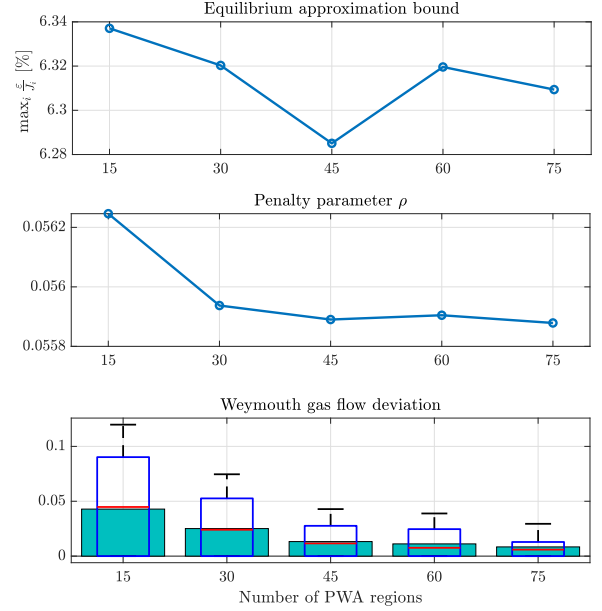 Equilibrium approximation bound
6.34
6.32
6.3
6.28
max_i ε/J_i [%]
15 30 45 60 75
Penalty parameter ρ
0.0562
0.056
0.0558
15 30 45 60 75
Weymouth gas flow deviation
0.1
0.05
0
15 30 45 60 75
Number of PWA regions